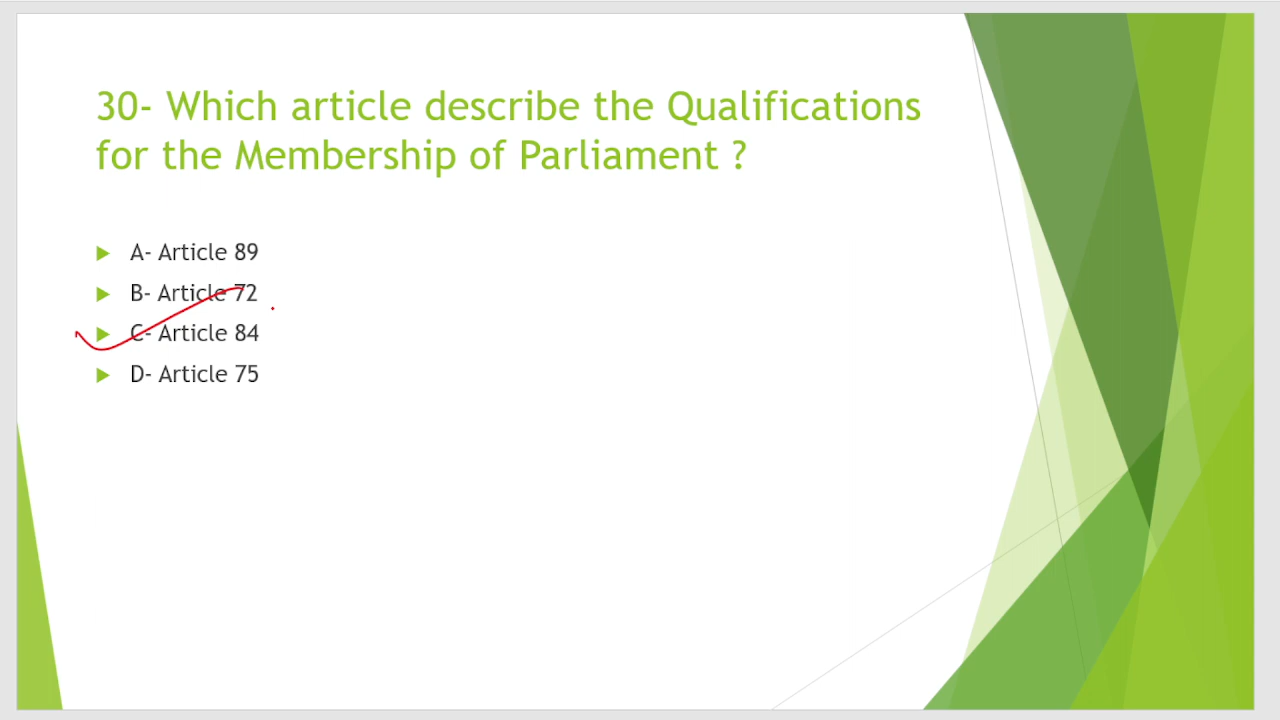 30- Which article describe the Qualifications
for the Membership of Parliament ?
A- Article 89
B- Article 72
C- Article 84
D- Article 75